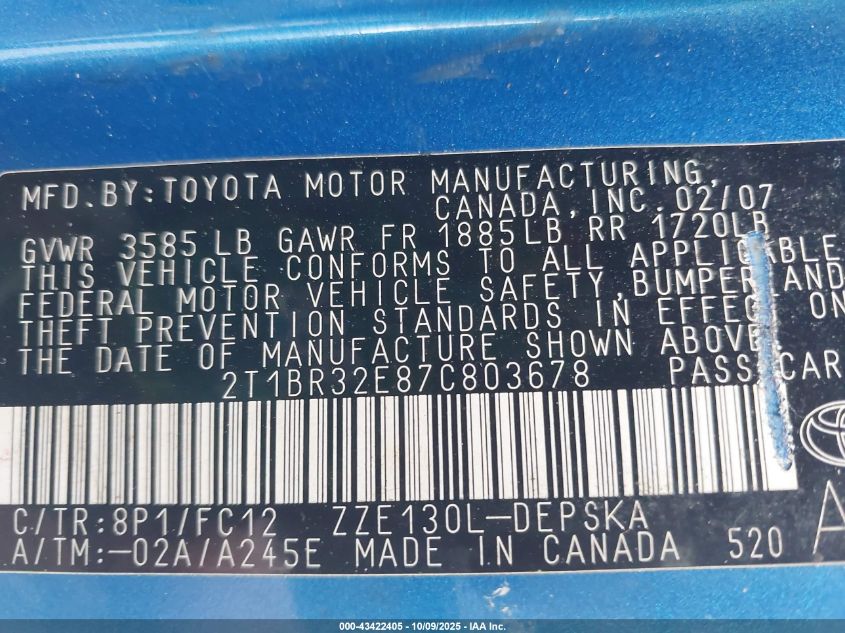 MFD. BY: TOYOTA MOTOR MANUFACTURING,
CANADA, INC. 02/07
GVWR 3585 LB GAWR FR 1885LB RR 1720LB
THIS VEHICLE CONFORMS TO ALL APPLICABLE
FEDERAL MOTOR VEHICLE SAFETY, BUMPER AND
THEFT PREVENTION STANDARDS IN EFFECT ON
THE DATE OF MANUFACTURE SHOWN ABOVE.
2T1BR32E87C803678 PASS CAR
C/TR: 8P1/FC12 ZZE130L-DEPSKA
A/TM:-02A/A245E MADE IN CANADA 520
A
000-43422405 - 10/09/2025 - IAA Inc.